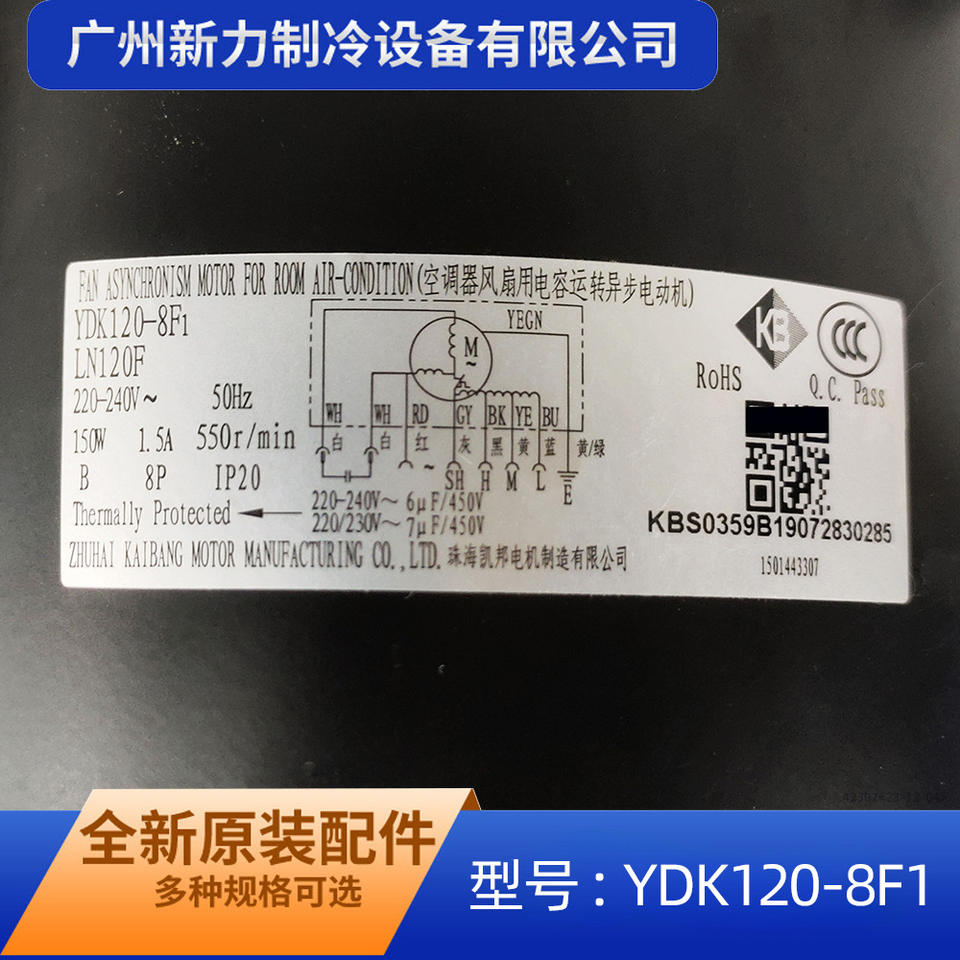 广州新力制冷设备有限公司
FAN ASYNCHRONISM MOTOR FOR ROOM AIR-CONDITION(空调器风扇用电容运转异步电动机)
YDK120-8F1
LN120F
220-240V~ 50Hz
150W 1.5A 550r/min
B 8P IP20
Thermally Protected
YEGN
M
~
WH WH RD GY BK YE BU
白 白 红 灰 黑 黄 蓝 黄/绿
~
SH H M L E
220-240V~ 6μF/450V
220/230V~ 7μF/450V
ZHUHAI KAIBANG MOTOR MANUFACTURING CO.,LTD. 珠海凯邦电机制造有限公司
KB
CCC
RoHS
Q.C. Pass
KBS0359B19072830285
1501443307
全新原装配件
多种规格可选
型号：YDK120-8F1